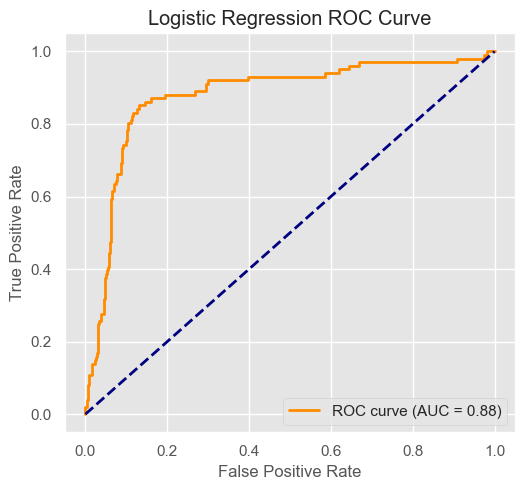 Logistic Regression ROC Curve
1.0
0.8
0.6
0.4
0.2
0.0
True Positive Rate
ROC curve (AUC = 0.88)
0.0 0.2 0.4 0.6 0.8 1.0
False Positive Rate